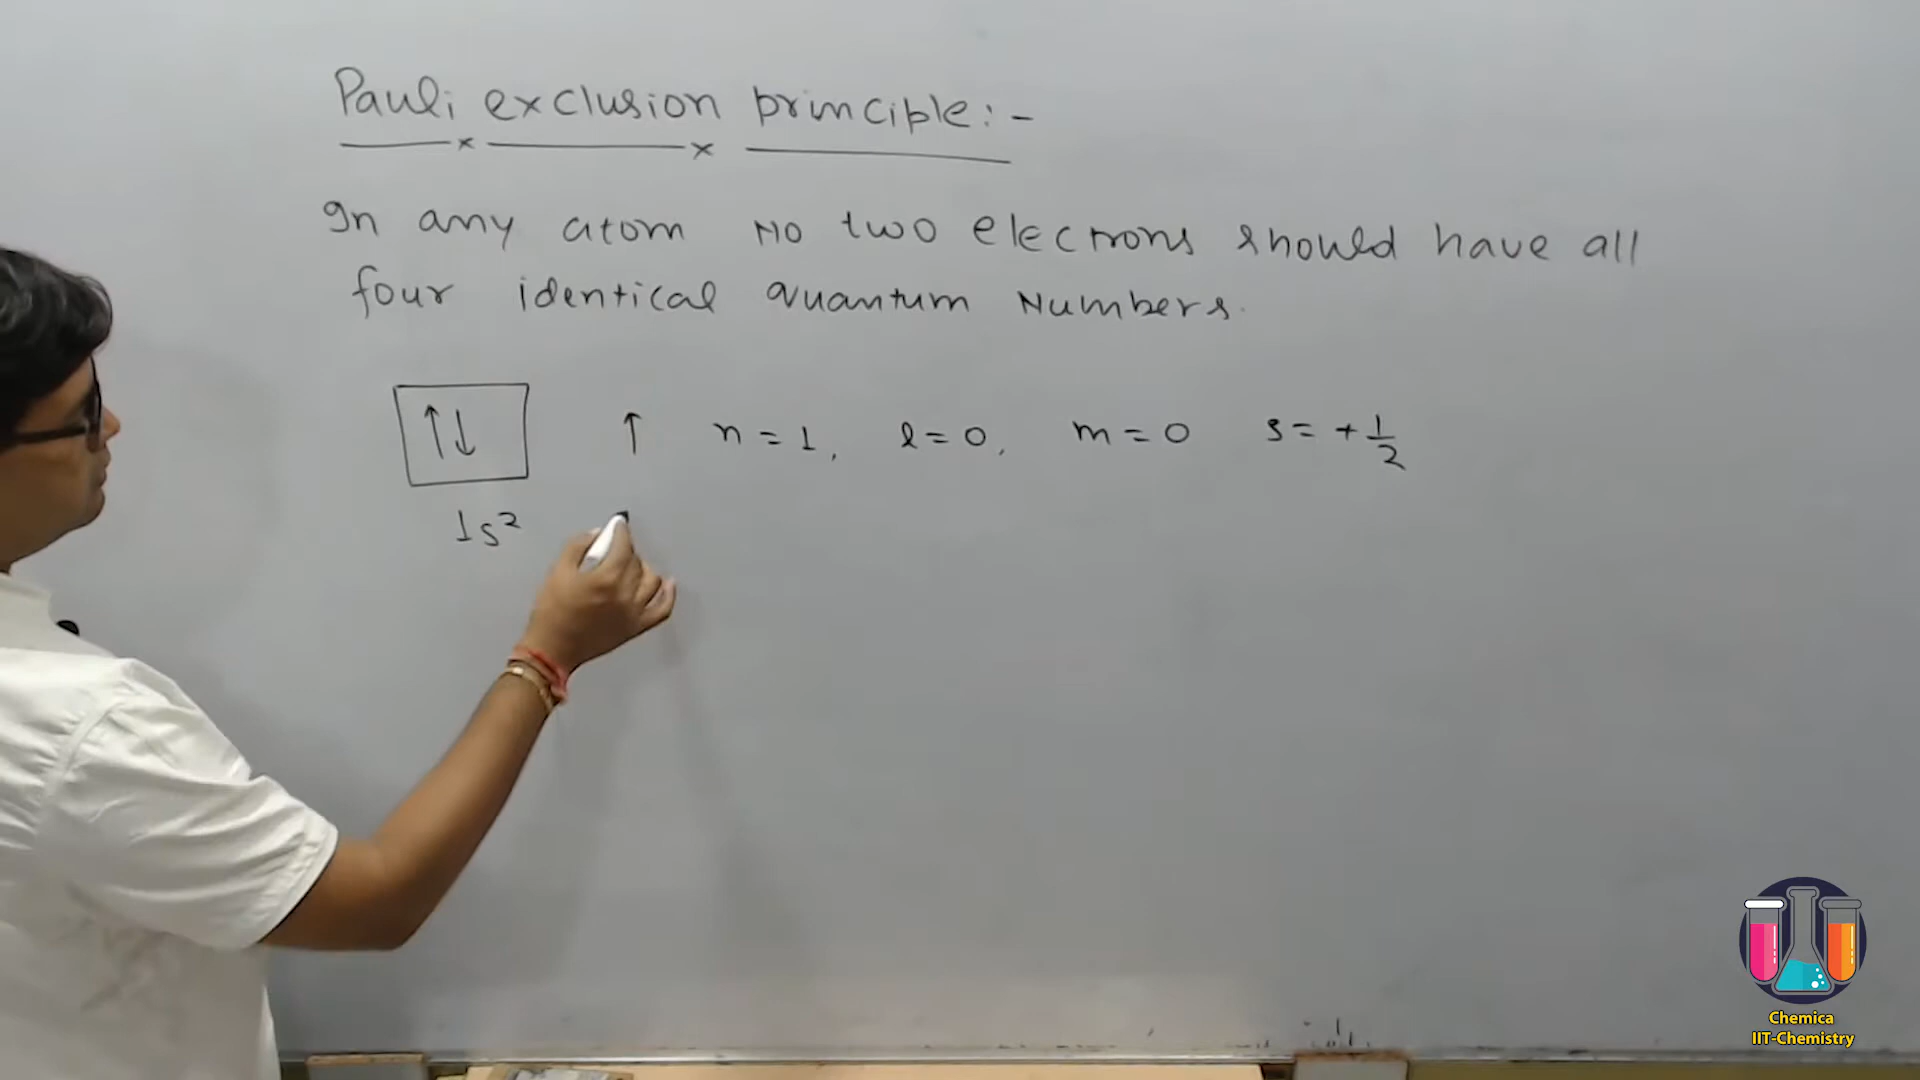 Pauli exclusion principle:-
In any atom No two electrons should have all
four identical quantum Numbers.
↑↓ ↑ n = 1, l = 0, m = 0 s = + 1/2
1s²
Chemica
IIT-Chemistry